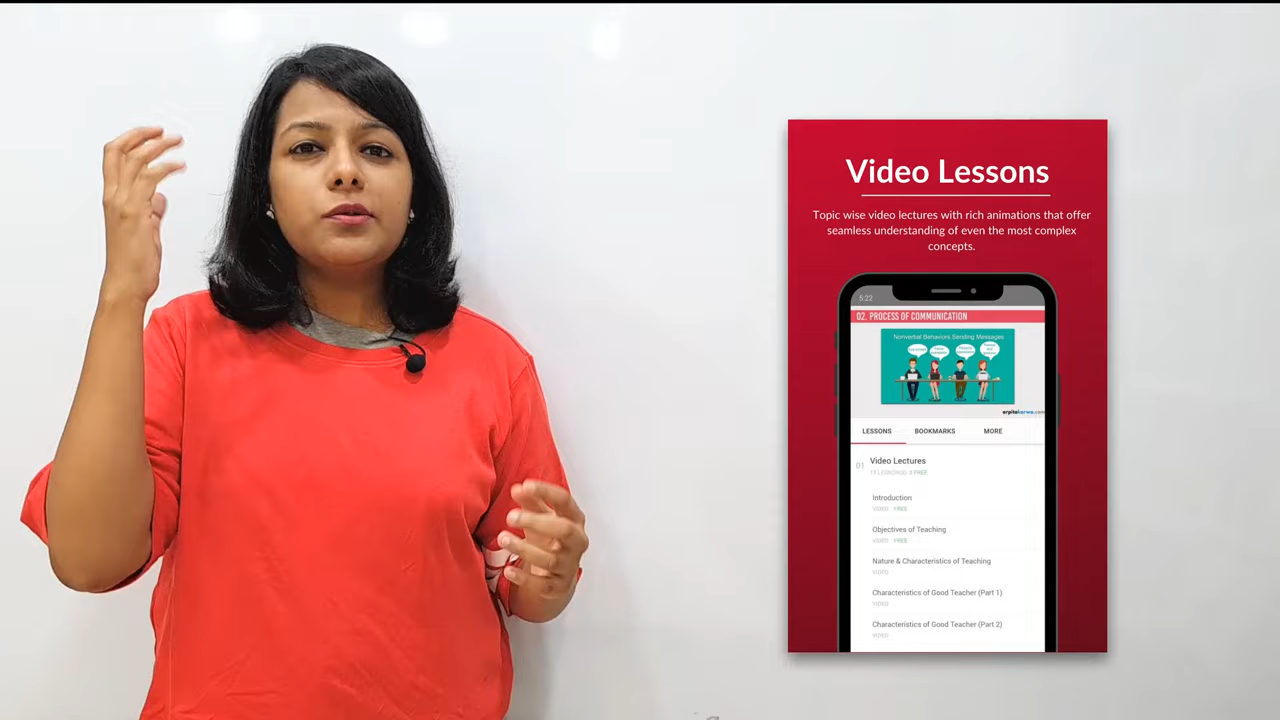 Video Lessons
Topic wise video lectures with rich animations that offer
seamless understanding of even the most complex
concepts.
5:22
02. PROCESS OF COMMUNICATION
Nonverbal Behaviors Sending Messages
arpitakarwa.com
LESSONS BOOKMARKS MORE
01 Video Lectures
FREE
Introduction
VIDEO FREE
Objectives of Teaching
VIDEO FREE
Nature & Characteristics of Teaching
VIDEO
Characteristics of Good Teacher (Part 1)
VIDEO
Characteristics of Good Teacher (Part 2)
VIDEO